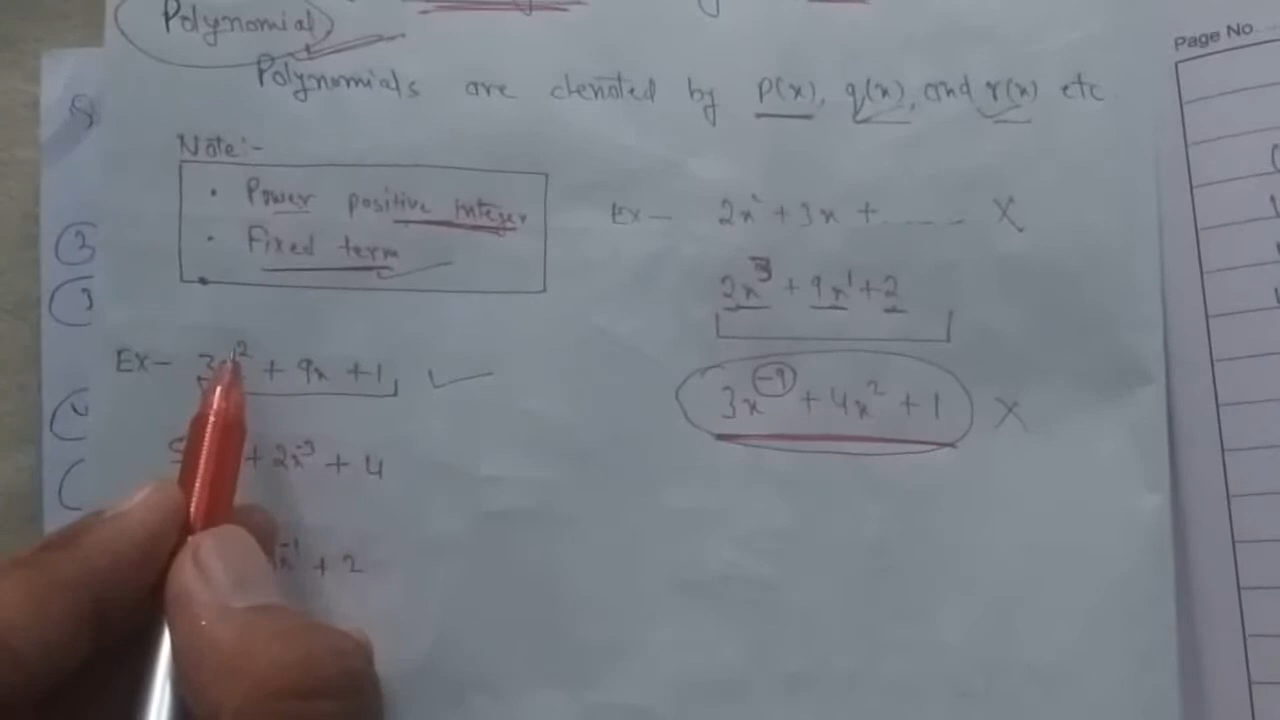 Polynomial
Polynomials are denoted by p(x), q(x), and r(x) etc
Note:-
• Power positive integer
• Fixed term
Ex- 2x² + 3x + ...... X
2x³ + 9x¹ + 2
Ex- 3x² + 9x + 1 ✓
3x⁻⁹ + 4x² + 1 X
+ 2x⁻³ + 4
x⁻¹ + 2
Page No